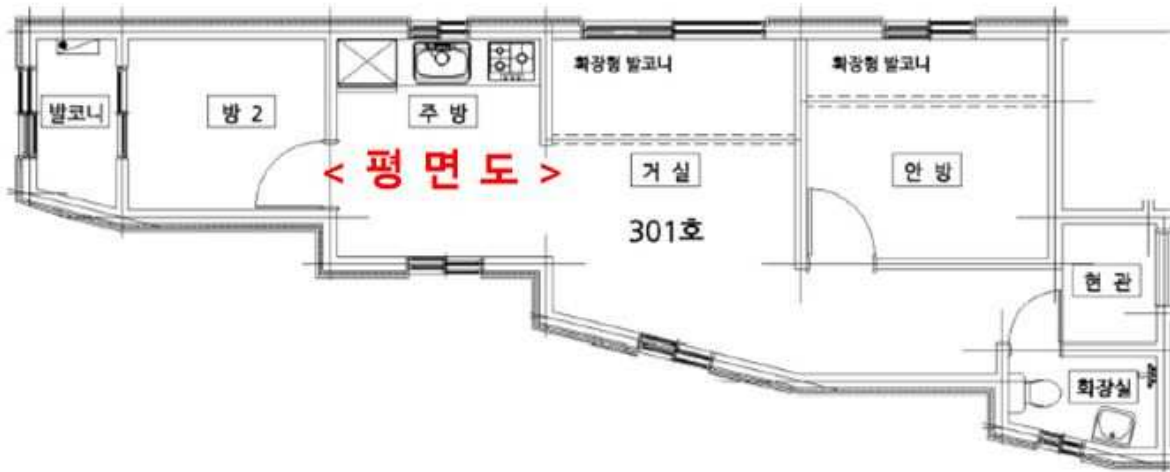 확장형 발코니
확장형 발코니
발코니
방 2
주 방
< 평 면 도 >
거 실
안 방
301호
현 관
화장실